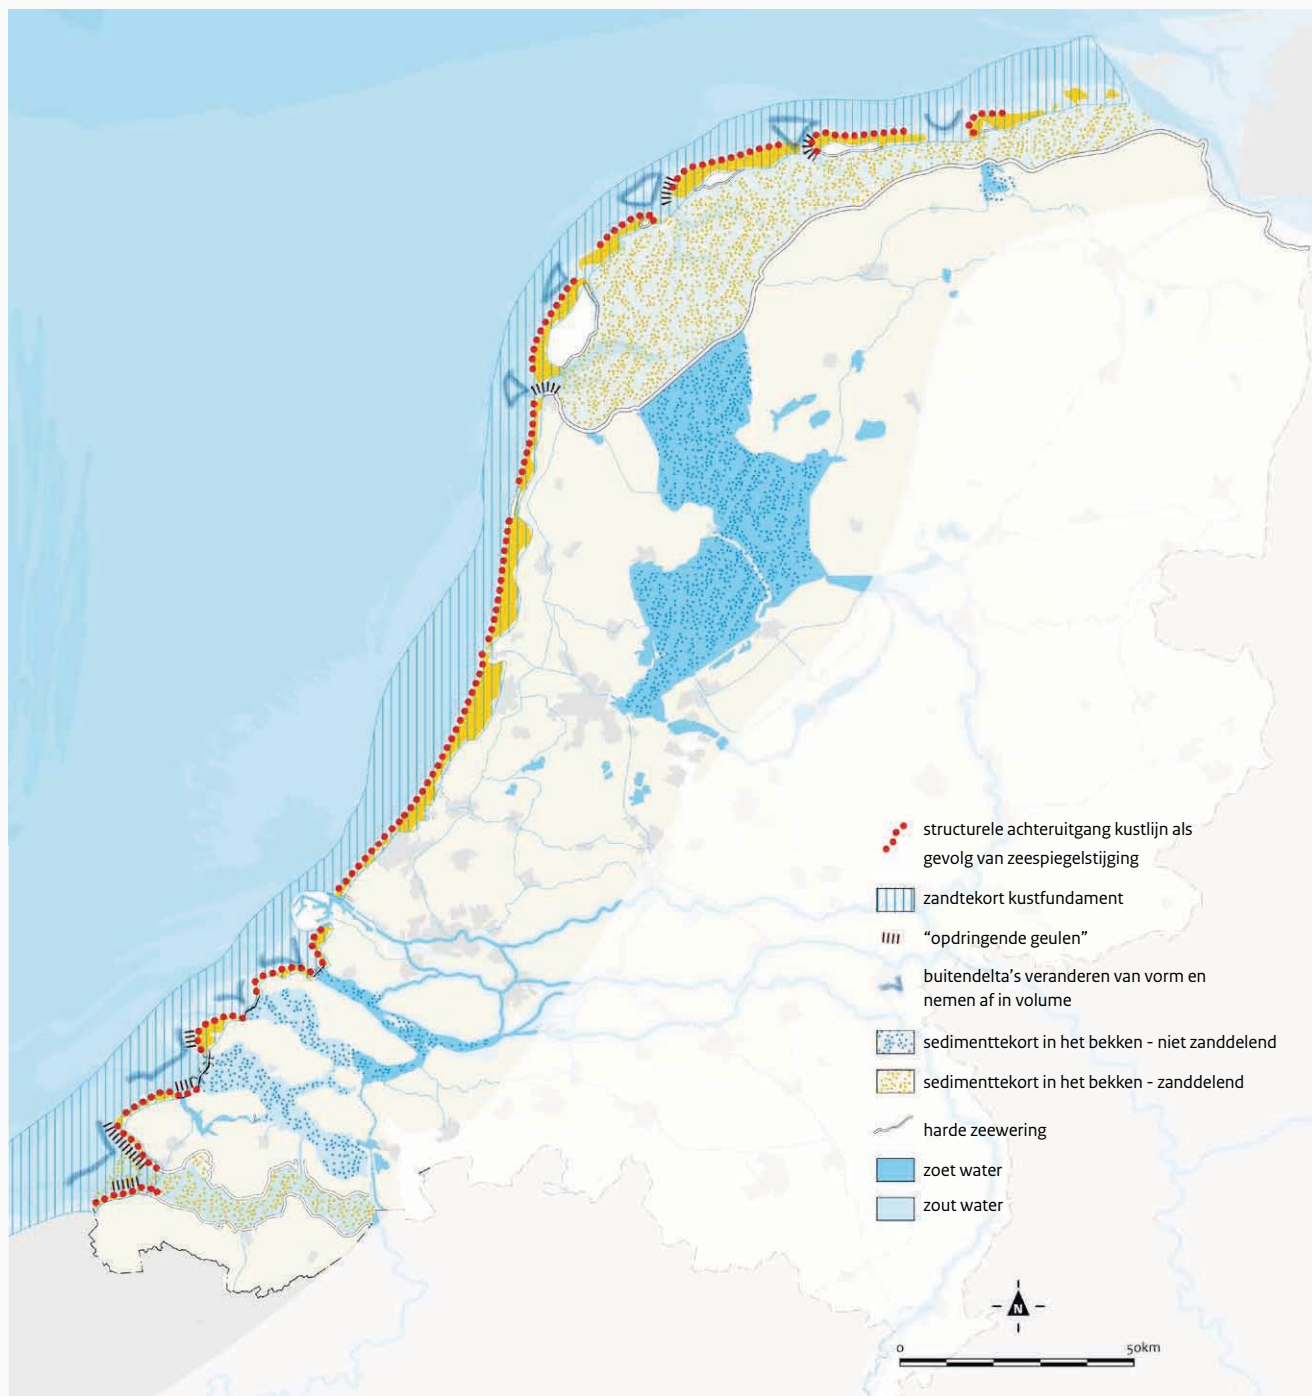 structurele achteruitgang kustlijn als
gevolg van zeespiegelstijging
zandtekort kustfundament
“opdringende geulen”
buitendelta’s veranderen van vorm en
nemen af in volume
sedimenttekort in het bekken - niet zanddelend
sedimenttekort in het bekken - zanddelend
harde zeewering
zoet water
zout water
N
0 50km